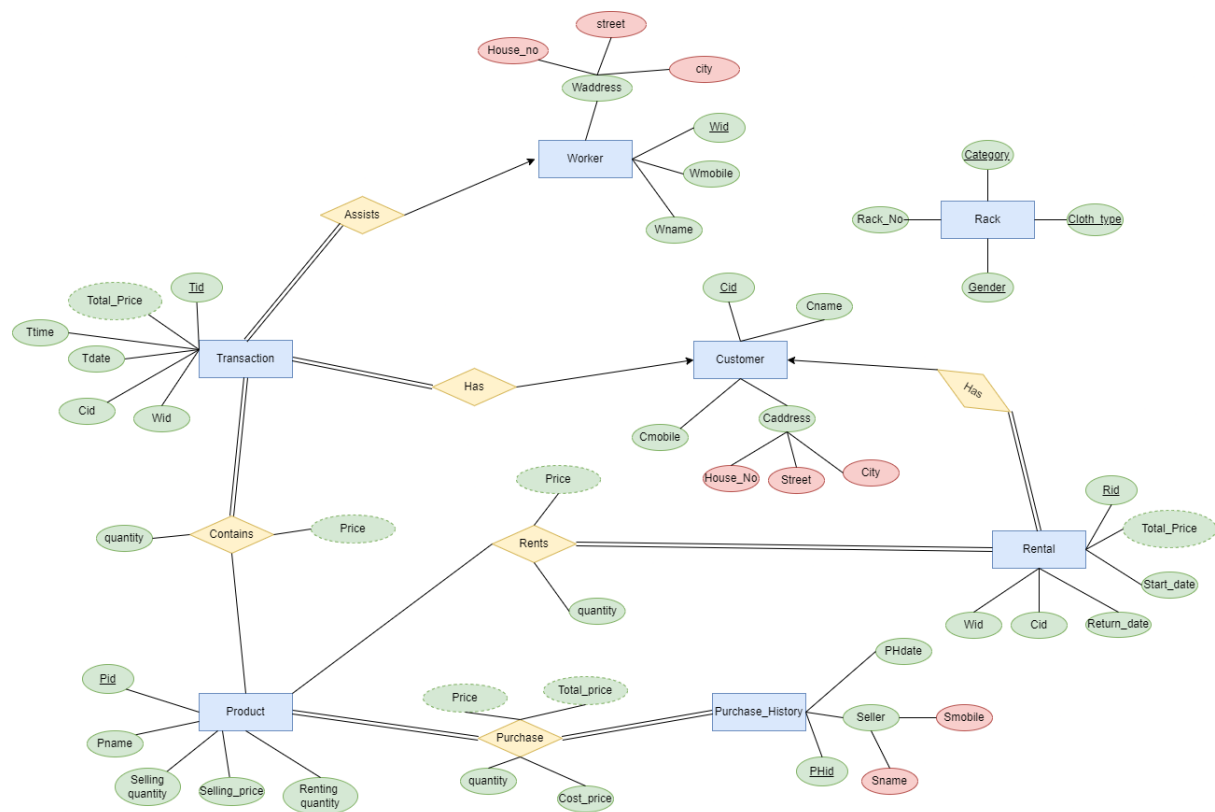 street
House_no
city
Waddress
Wid
Worker
Wmobile
Wname
Category
Rack_No
Rack
Cloth_type
Gender
Assists
Tid
Total_Price
Ttime
Tdate
Transaction
Cid
Wid
Has
Cid
Cname
Customer
Cmobile
Caddress
House_No
Street
City
Has
Rid
Total_Price
Rental
Start_date
Wid
Cid
Return_date
Price
Rents
quantity
quantity
Contains
Price
Pid
Product
Pname
Selling
quantity
Selling_price
Renting
quantity
Price
Total_price
Purchase
quantity
Cost_price
PHdate
Purchase_History
Seller
Smobile
PHid
Sname